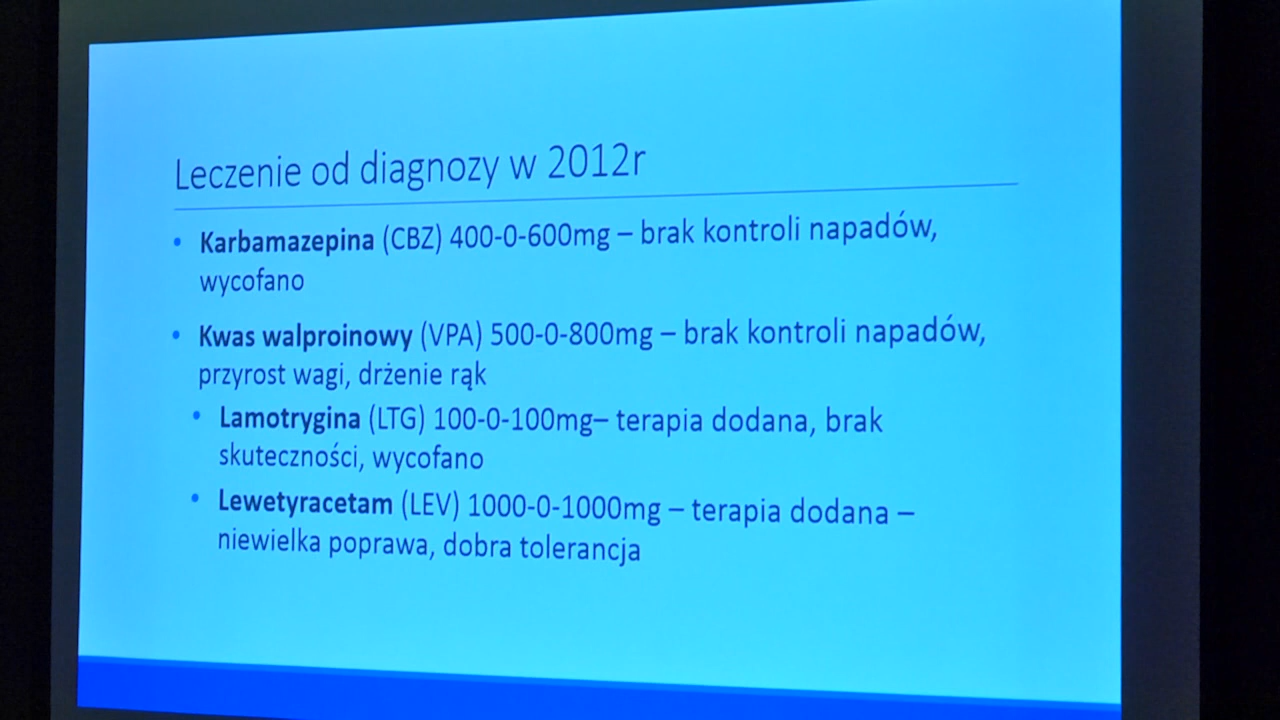 Leczenie od diagnozy w 2012r
• Karbamazepina (CBZ) 400-0-600mg – brak kontroli napadów,
wycofano
• Kwas walproinowy (VPA) 500-0-800mg – brak kontroli napadów,
przyrost wagi, drżenie rąk
• Lamotrygina (LTG) 100-0-100mg– terapia dodana, brak
skuteczności, wycofano
• Lewetyracetam (LEV) 1000-0-1000mg – terapia dodana –
niewielka poprawa, dobra tolerancja